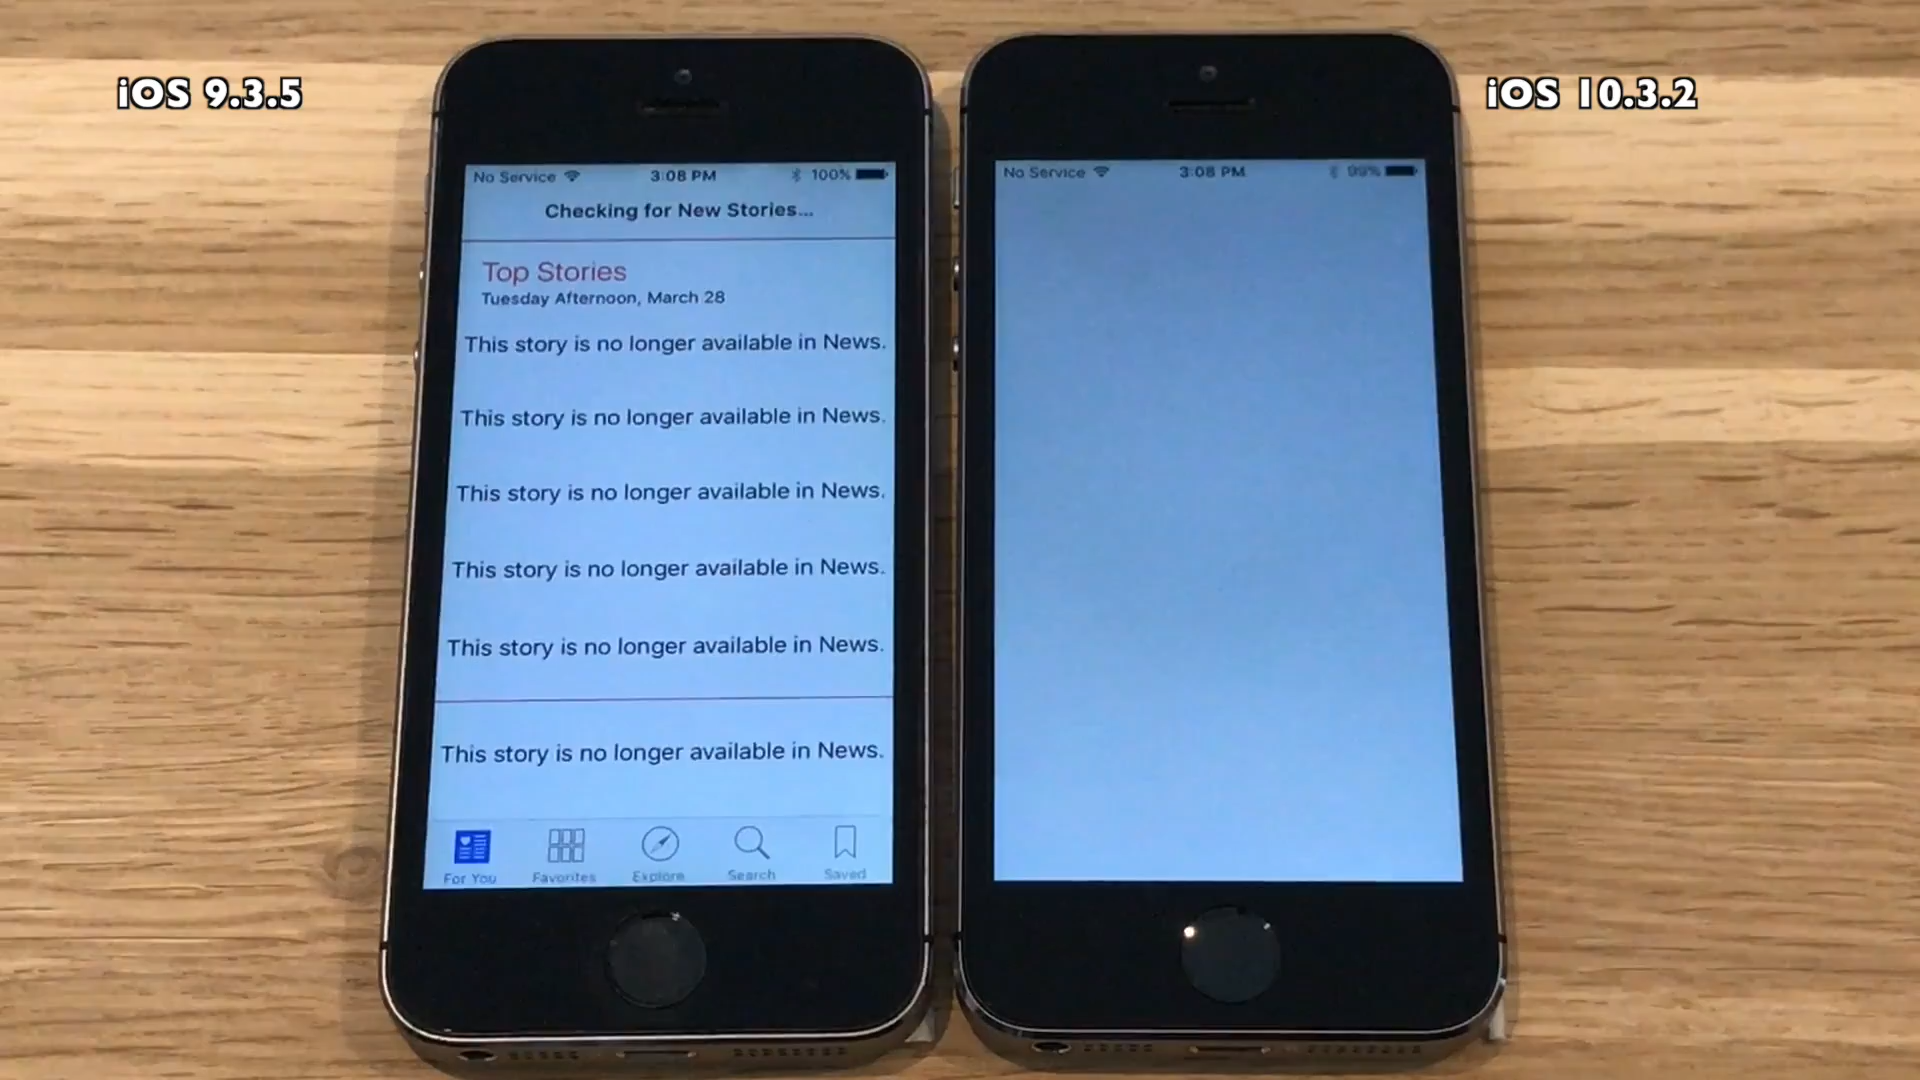 iOS 9.3.5
iOS 10.3.2
No Service 3:08 PM 100%
Checking for New Stories...
Top Stories
Tuesday Afternoon, March 28
This story is no longer available in News.
This story is no longer available in News.
This story is no longer available in News.
This story is no longer available in News.
This story is no longer available in News.
This story is no longer available in News.
For You Favorites Explore Search Saved
No Service 3:08 PM 99%